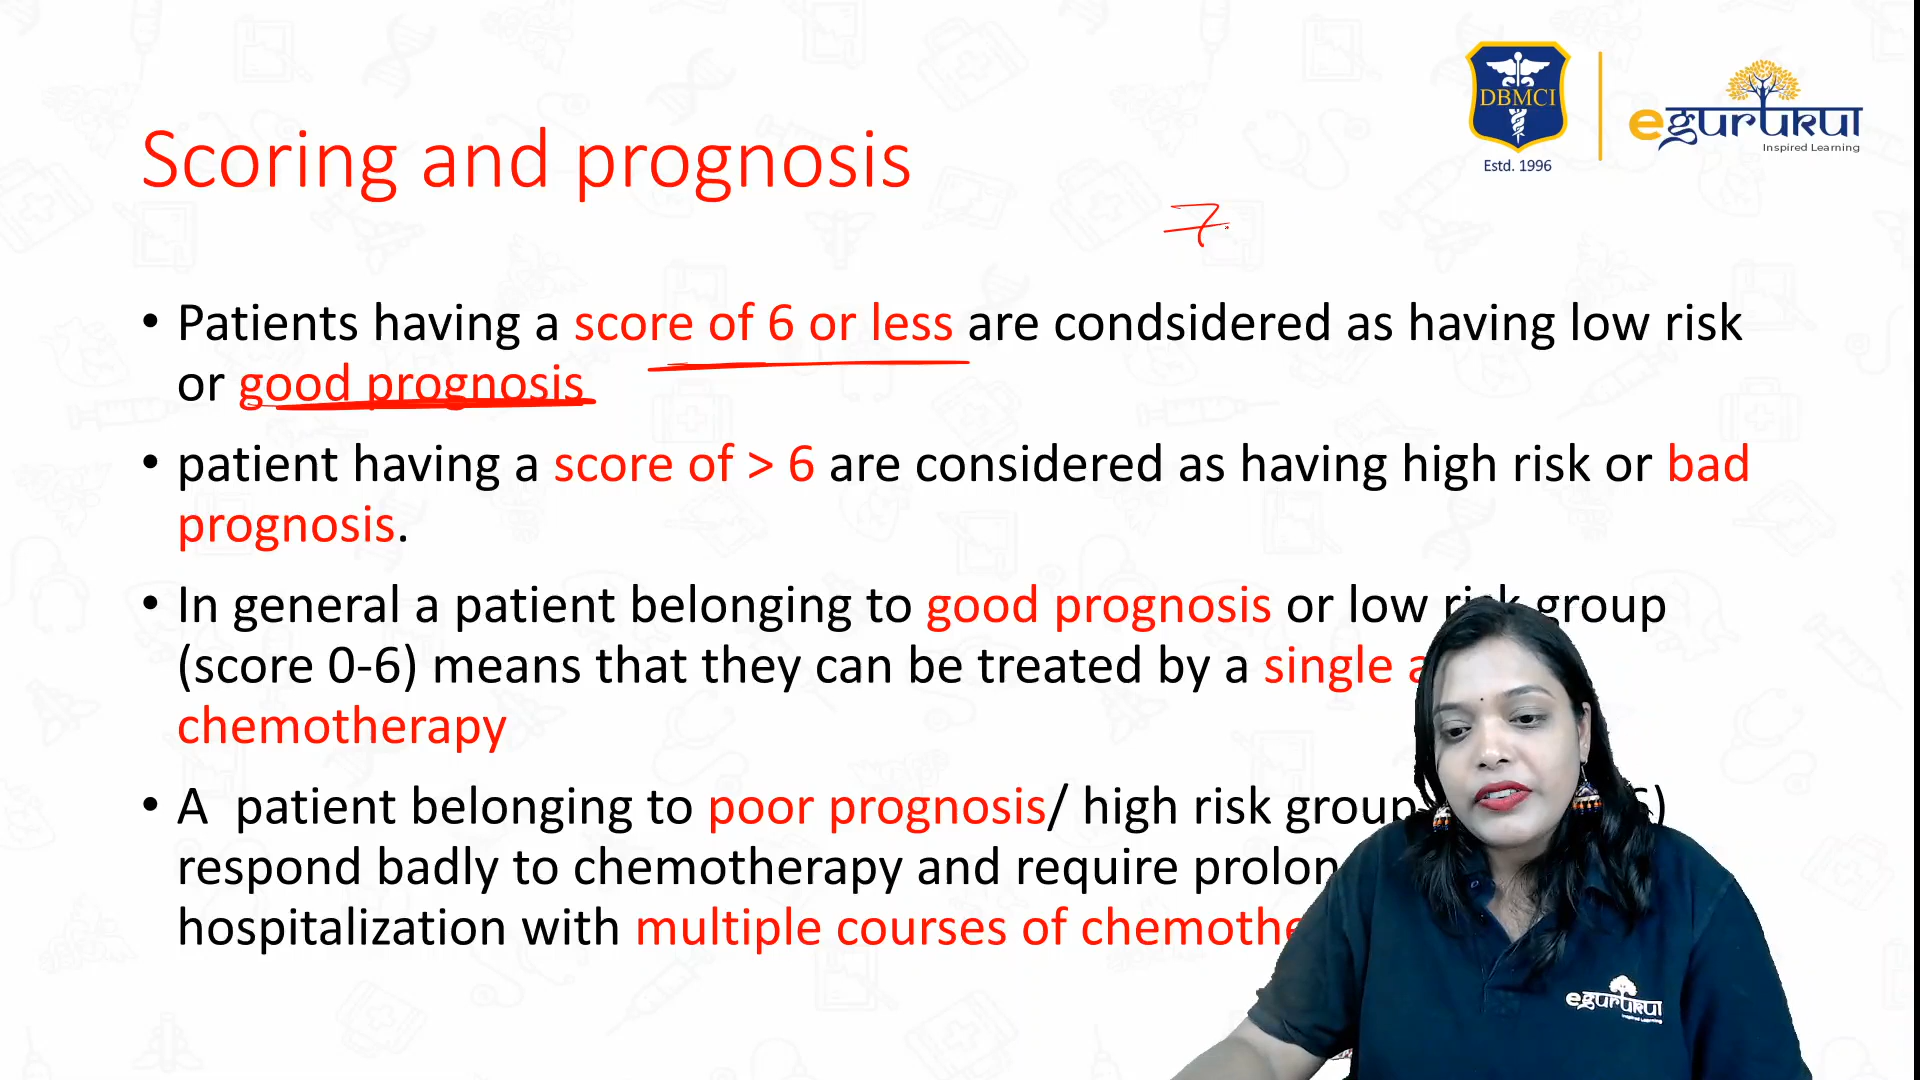 DBMCI
Estd. 1996
egurukul
Inspired Learning
Scoring and prognosis
7
• Patients having a score of 6 or less are condsidered as having low risk
or good prognosis
• patient having a score of > 6 are considered as having high risk or bad
prognosis.
• In general a patient belonging to good prognosis or low risk group
(score 0-6) means that they can be treated by a single
chemotherapy
• A patient belonging to poor prognosis/ high risk group
respond badly to chemotherapy and require
hospitalization with multiple courses of
egurukul